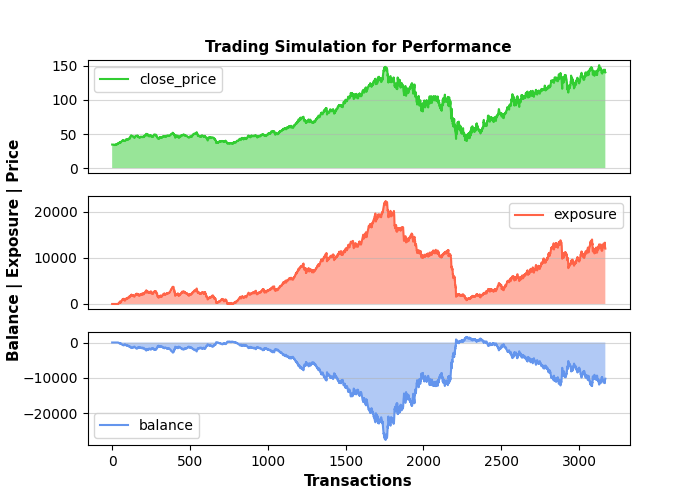 Trading Simulation for Performance
150
100
50
0
close_price
20000
10000
0
exposure
Balance | Exposure | Price
0
−10000
−20000
balance
0 500 1000 1500 2000 2500 3000
Transactions